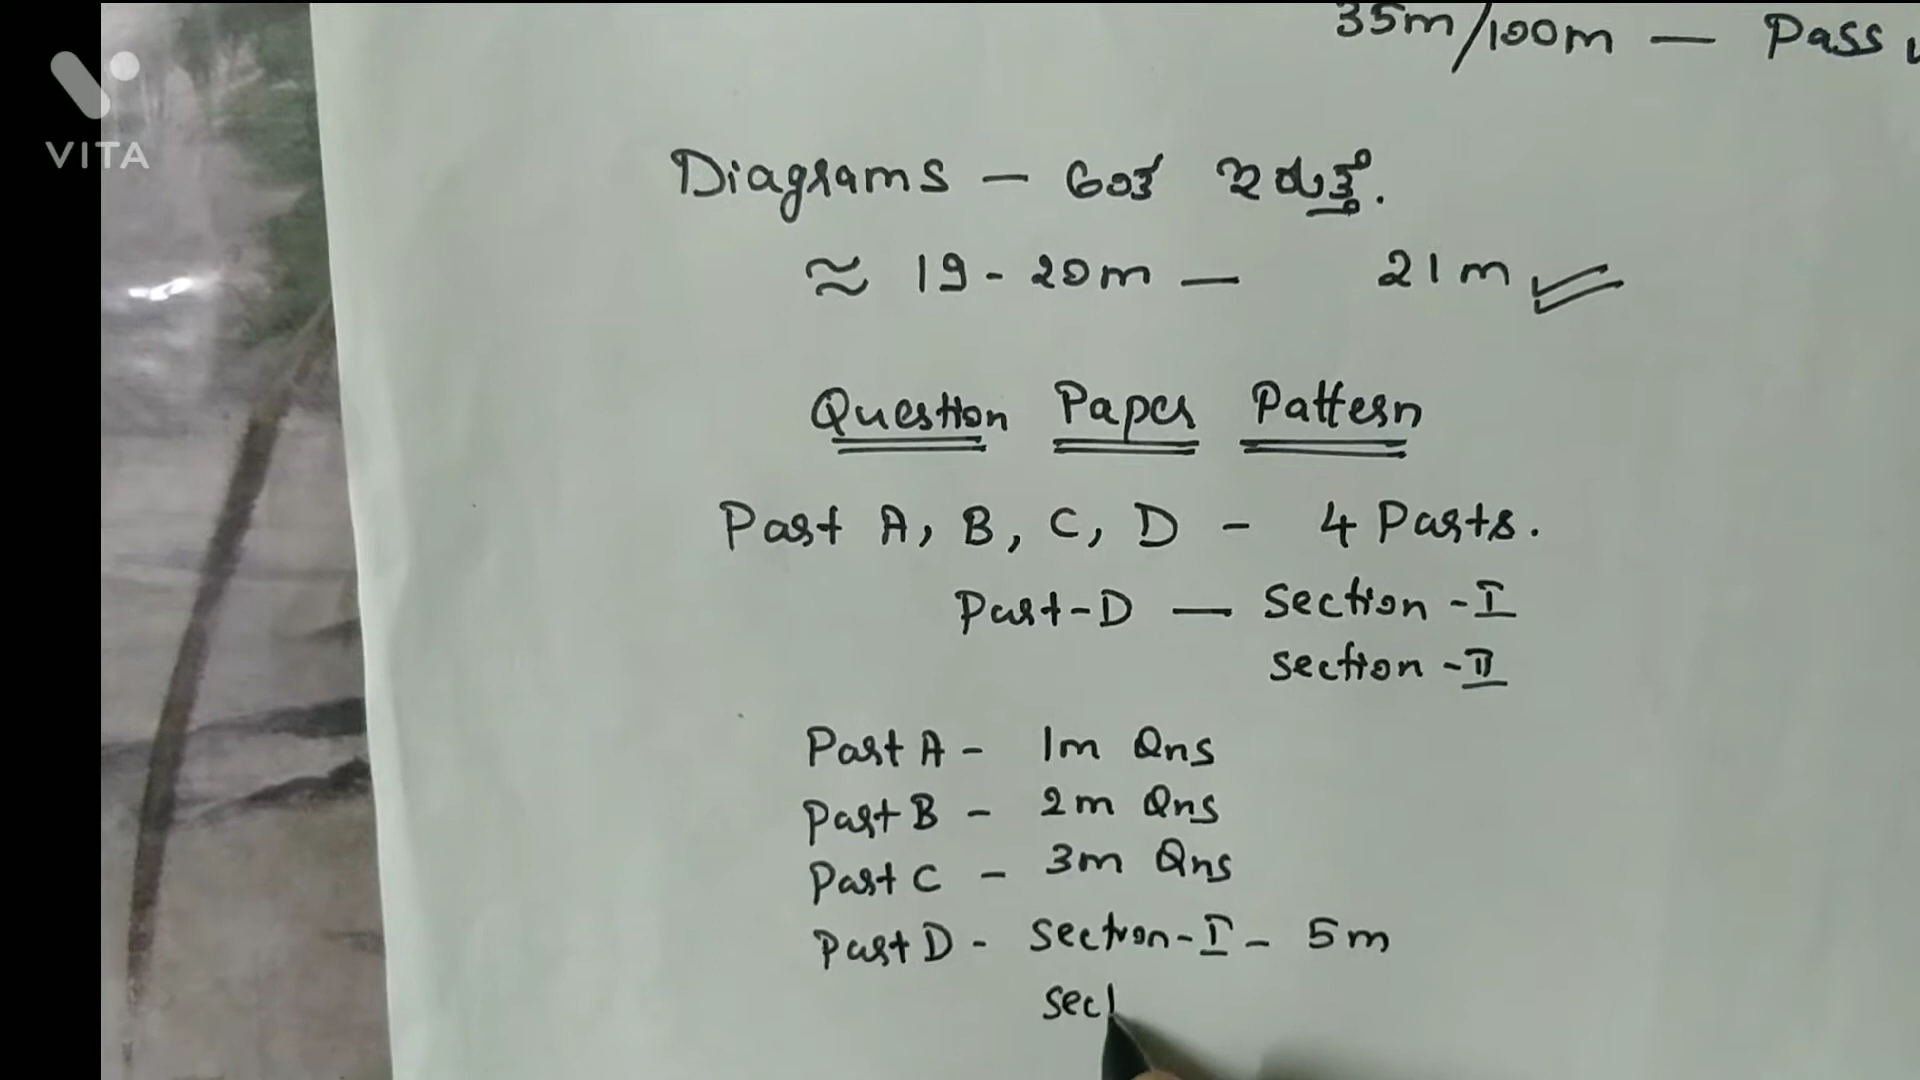 35m/100m — Pass
VITA
Diagrams —
≈ 19 - 20m — 21m
Question Paper Pattern
Part A, B, C, D - 4 Parts.
Part-D — Section -I
Section -II
Part A - 1m Qns
Part B - 2m Qns
Part C - 3m Qns
Part D - Section-I - 5m
Sec